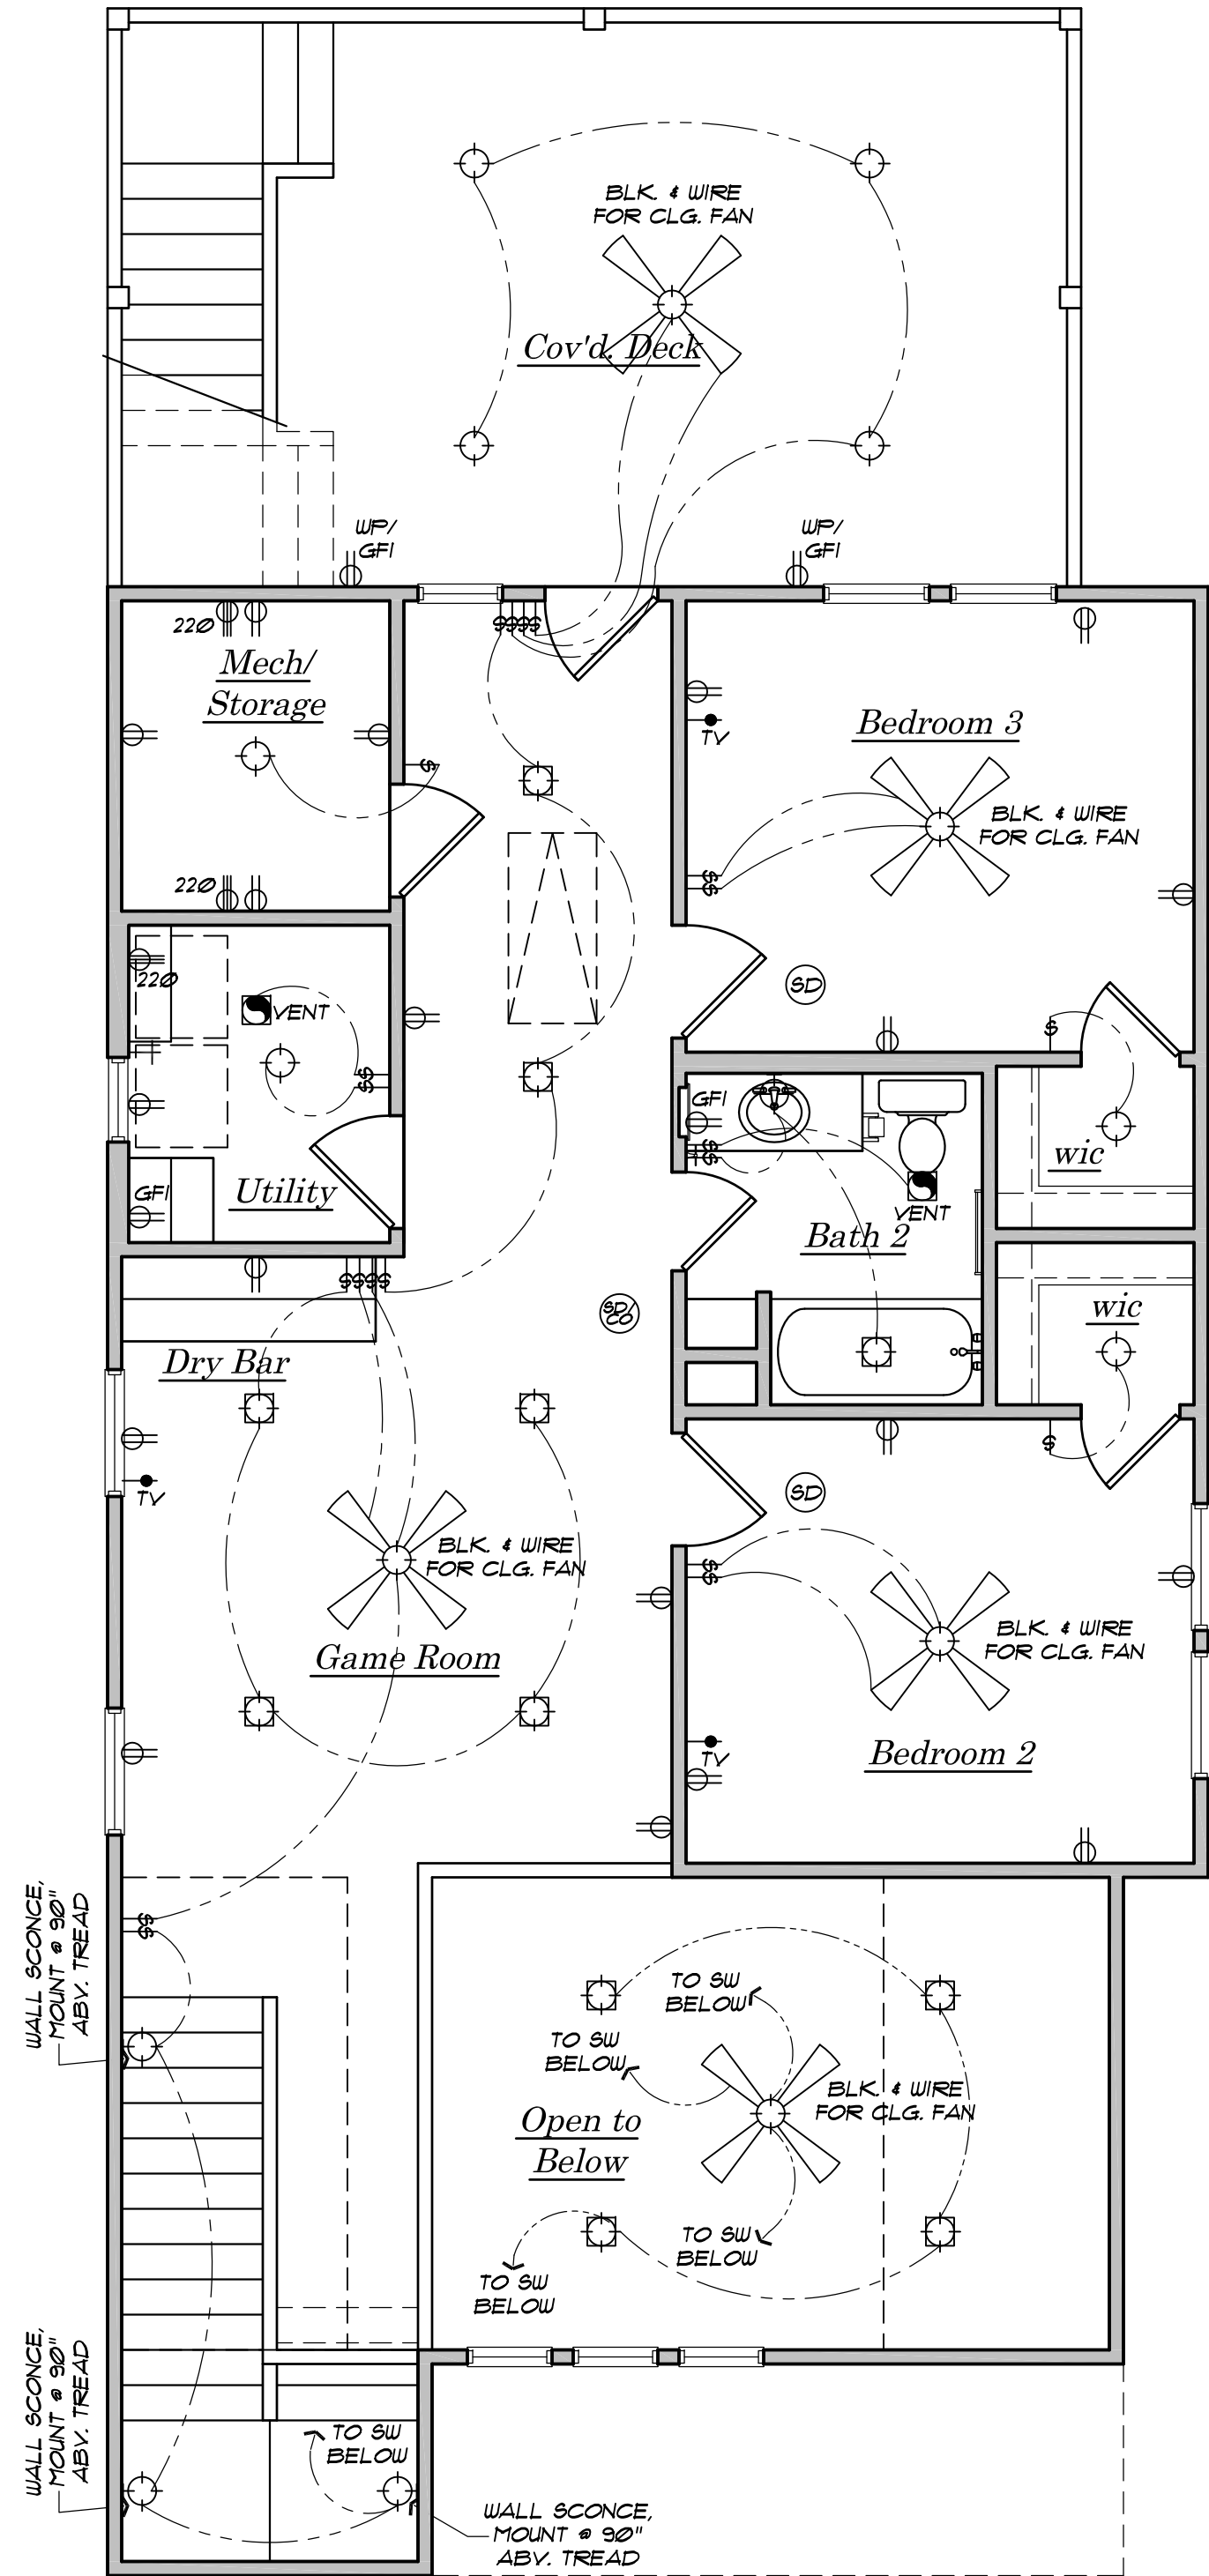 BLK. & WIRE
FOR CLG. FAN
Cov'd. Deck
WP/
GFI
WP/
GFI
220
$$$$
Mech/
Storage
Bedroom 3
TV
$
BLK. & WIRE
FOR CLG. FAN
220
$$
SD
220
VENT
$
$$
GFI
$$
wic
GFI
Utility
VENT
Bath 2
$$$$
SD/
CO
wic
Dry Bar
$
TV
SD
BLK. & WIRE
FOR CLG. FAN
$$
BLK. & WIRE
FOR CLG. FAN
Game Room
Bedroom 2
TV
WALL SCONCE,
MOUNT @ 90"
ABV. TREAD
$$
TO SW
BELOW
TO SW
BELOW
BLK. & WIRE
FOR CLG. FAN
Open to
Below
TO SW
BELOW
TO SW
BELOW
WALL SCONCE,
MOUNT @ 90"
ABV. TREAD
TO SW
BELOW
WALL SCONCE,
MOUNT @ 90"
ABV. TREAD